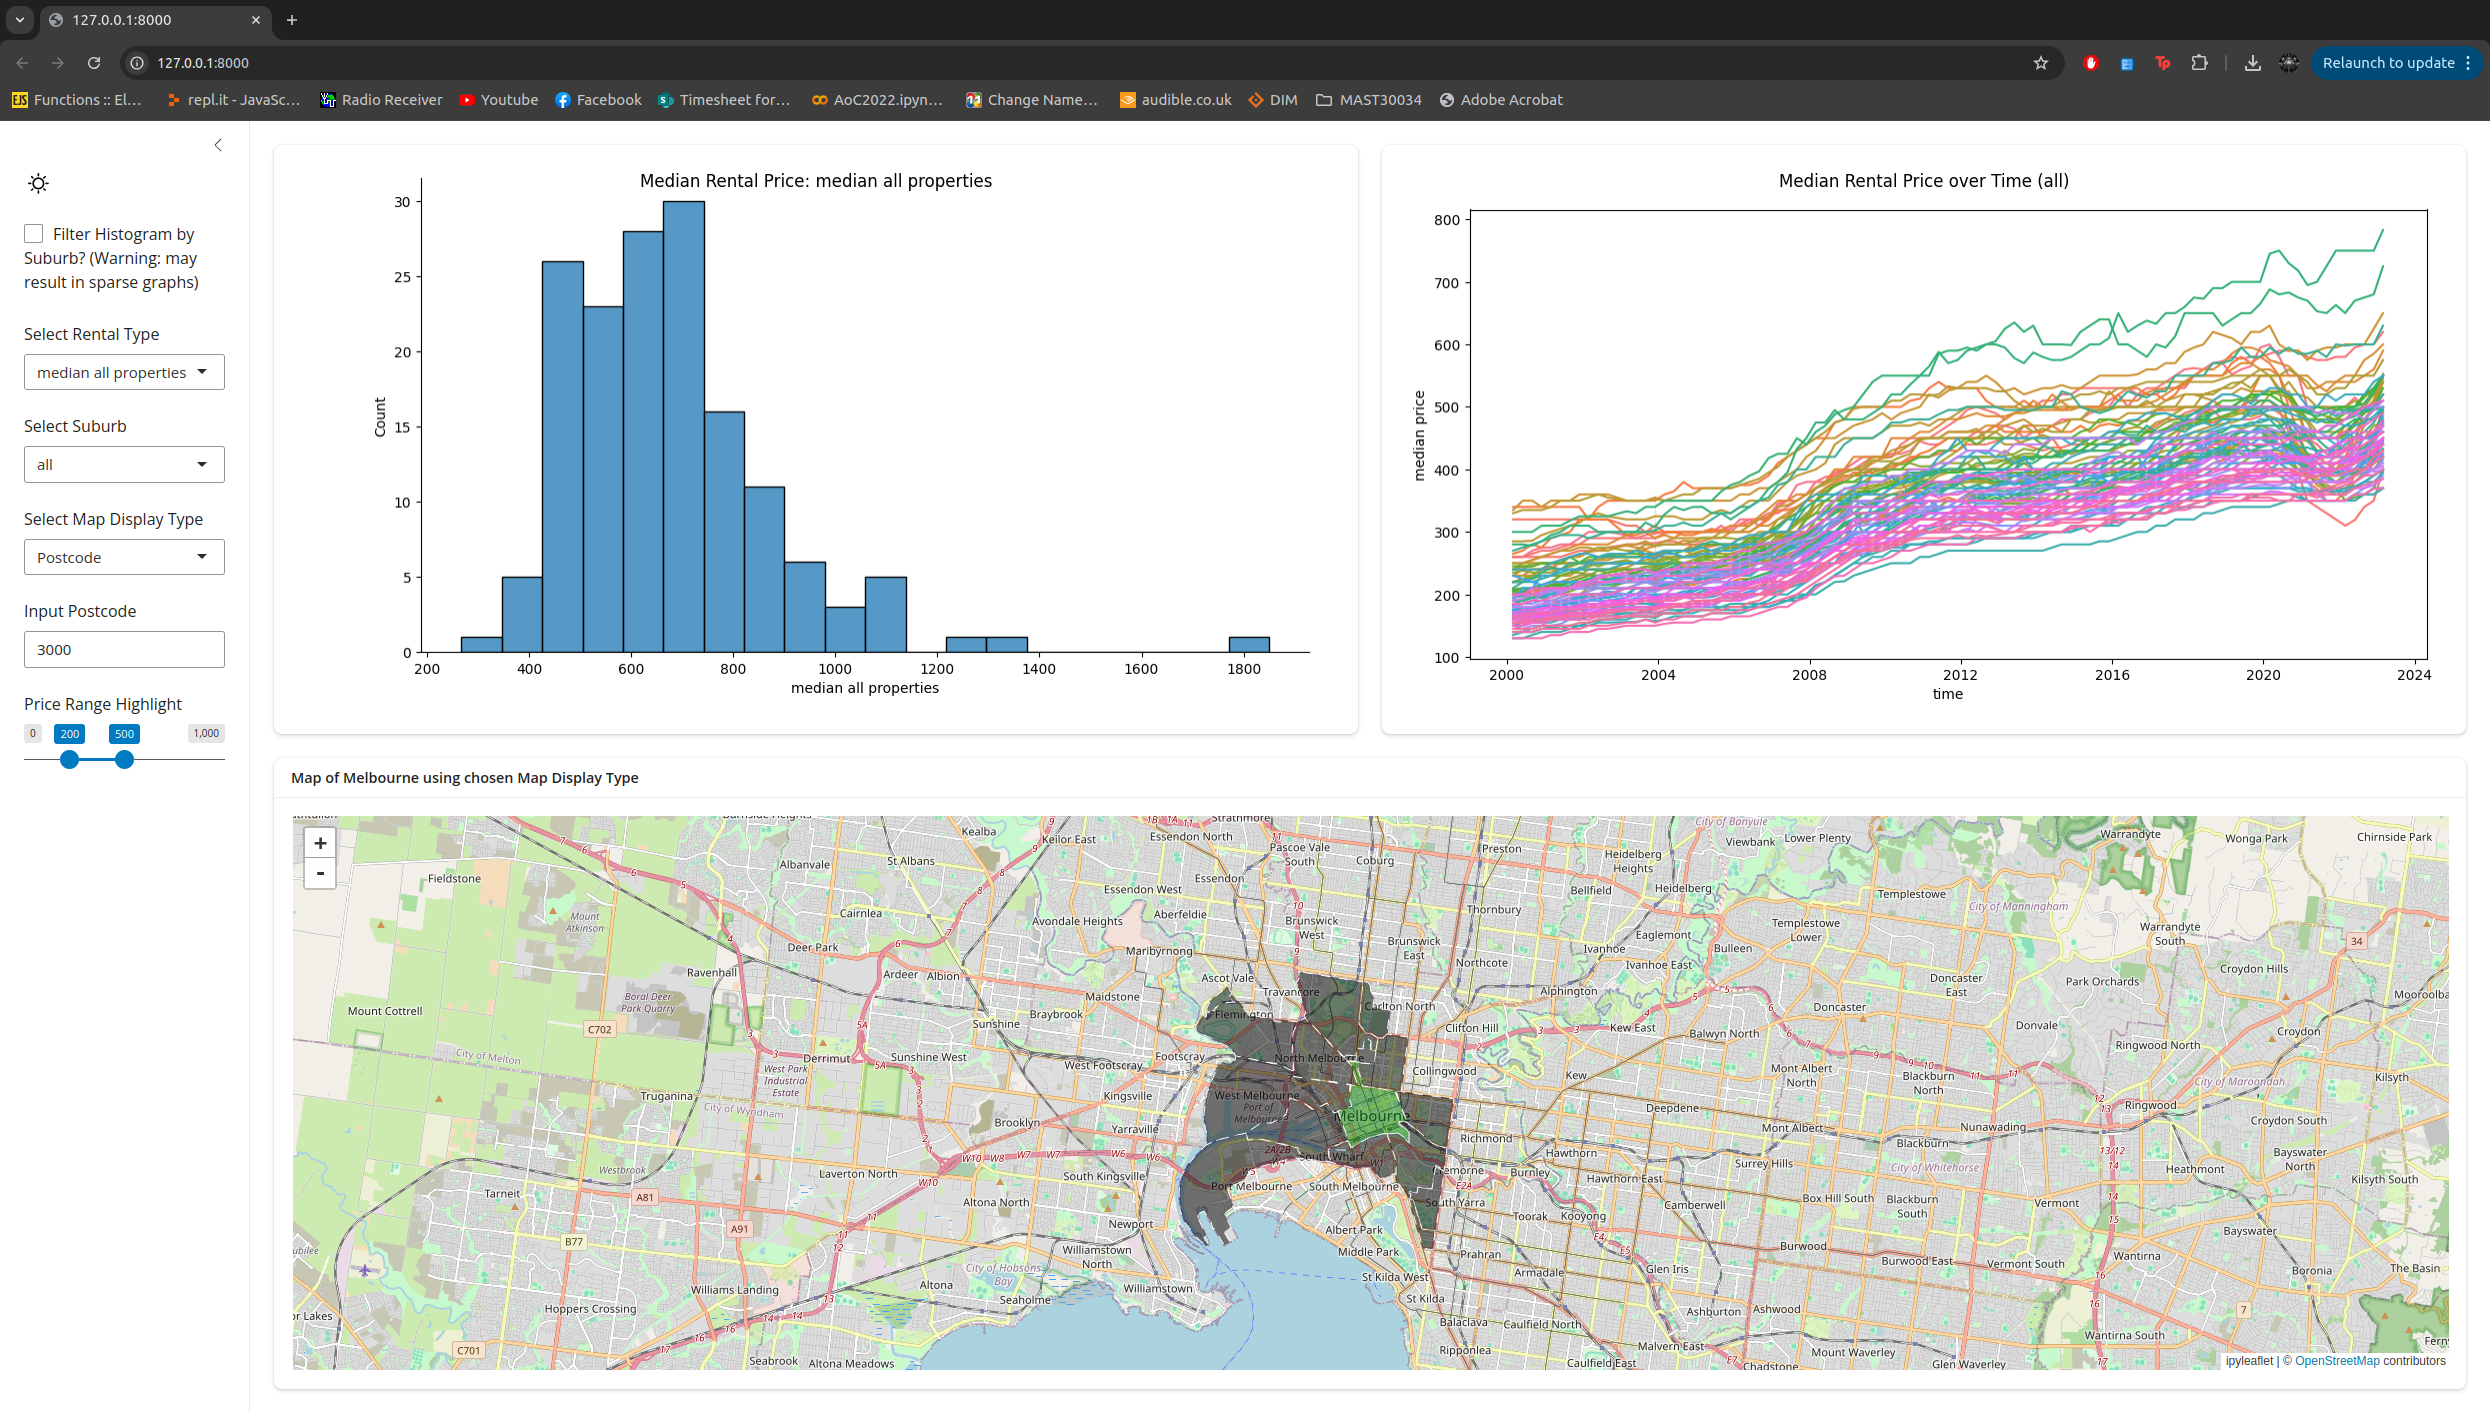 127.0.0.1:8000
127.0.0.1:8000
Relaunch to update
Functions :: El...
repl.it - JavaSc...
Radio Receiver
Youtube
Facebook
Timesheet for...
AoC2022.ipyn...
Change Name...
audible.co.uk
DIM
MAST30034
Adobe Acrobat
Filter Histogram by
Suburb? (Warning: may
result in sparse graphs)
Select Rental Type
median all properties
Select Suburb
all
Select Map Display Type
Postcode
Input Postcode
3000
Price Range Highlight
0 200 500 1,000
Median Rental Price: median all properties
30
25
20
15
10
5
0
Count
200 400 600 800 1000 1200 1400 1600 1800
median all properties
Median Rental Price over Time (all)
800
700
600
500
400
300
200
100
median price
2000 2004 2008 2012 2016 2020 2024
time
Map of Melbourne using chosen Map Display Type
+
-
Strathmore
City of Banyule
Kealba
Keilor East
Essendon North
Pascoe Vale
South
Coburg
Preston
Viewbank
Lower Plenty
Warrandyte
Wonga Park
Chirnside Park
Albanvale
St Albans
Heidelberg
Heights
Fieldstone
Essendon West
Essendon
Bellfield
Heidelberg
Templestowe
City of Manningham
Mount
Atkinson
Cairnlea
Avondale Heights
Aberfeldie
Brunswick
West
Thornbury
Templestowe
Lower
Warrandyte
South
34
Deer Park
Maribyrnong
Brunswick
East
Eaglemont
Ivanhoe
Bulleen
Ravenhall
Ardeer
Albion
Ascot Vale
Travancore
Northcote
Ivanhoe East
Doncaster
East
Park Orchards
Croydon Hills
Boral Deer
Park Quarry
Maidstone
Carlton North
Alphington
Doncaster
Mooroolba
Mount Cottrell
C702
Sunshine
Braybrook
Flemington
Clifton Hill
Kew East
Balwyn North
Donvale
Croydon
City of Melton
Derrimut
Sunshine West
Footscray
North Melbourne
Ringwood North
West Park
Industrial
Estate
West Footscray
Collingwood
Kew
Mont Albert
North
Blackburn
North
City of Maroondah
Kilsyth
Truganina
City of Wyndham
Kingsville
West Melbourne
Port of
Melbourne
Melbourne
Deepdene
Ringwood
Croydon South
Brooklyn
Yarraville
Richmond
Mont Albert
Nunawading
Blackburn
Laverton North
South Kingsville
South Wharf
Cremorne
Burnley
Hawthorn
Surrey Hills
City of Whitehorse
Heathmont
Bayswater
North
Westbrook
Tarneit
A81
Altona North
Port Melbourne
South Melbourne
Hawthorn East
Box Hill South
Blackburn
South
Vermont
Kilsyth South
A91
Newport
South Yarra
Toorak
Kooyong
Camberwell
Bayswater
B77
Williamstown
North
Albert Park
Middle Park
Prahran
Burwood
Burwood East
Vermont South
Wantirna
Boronia
The Basin
City of Hobsons
Bay
Altona
Seaholme
Williamstown
St Kilda West
Armadale
Glen Iris
Williams Landing
Hoppers Crossing
St Kilda
Ashburton
Ashwood
7
or Lakes
Balaclava
Caulfield North
Wantirna South
C701
Ripponlea
Malvern East
Mount Waverley
Seabrook
Altona Meadows
Caulfield East
Chadstone
Glen Waverley
ipyleaflet | © OpenStreetMap contributors